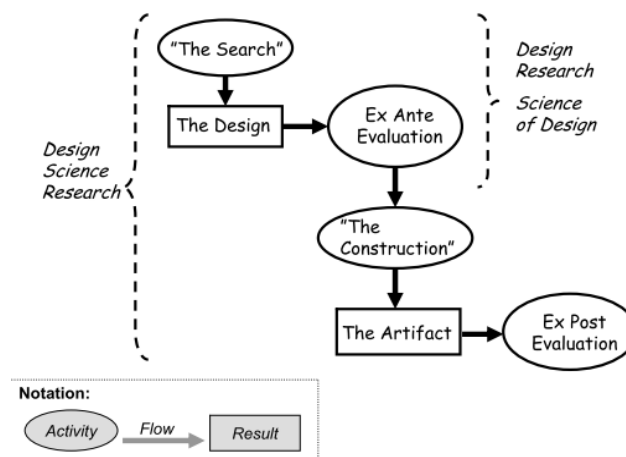 "The Search"
The Design
Ex Ante
Evaluation
Design
Research
Science
of Design
Design
Science
Research
"The
Construction"
The Artifact
Ex Post
Evaluation
Notation:
Activity
Flow
Result